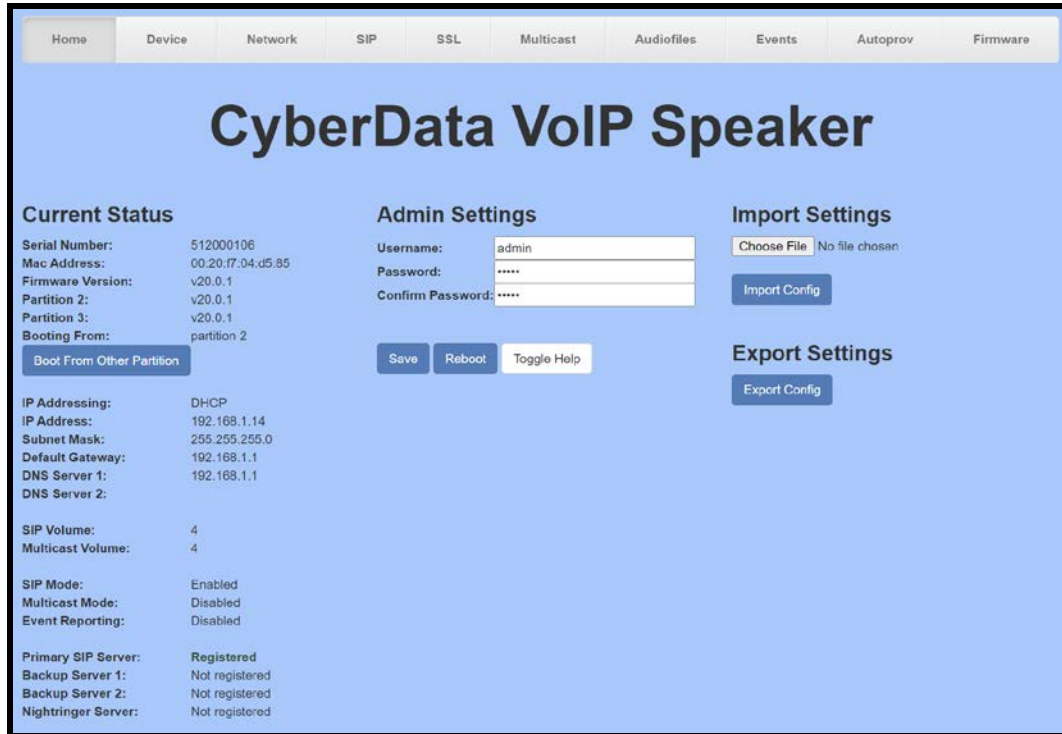 Home Device Network SIP SSL Multicast Audiofiles Events Autoprov Firmware
CyberData VoIP Speaker
Current Status
Serial Number: 512000106
Mac Address: 00:20:f7:04:d5:85
Firmware Version: v20.0.1
Partition 2: v20.0.1
Partition 3: v20.0.1
Booting From: partition 2
Boot From Other Partition
IP Addressing: DHCP
IP Address: 192.168.1.14
Subnet Mask: 255.255.255.0
Default Gateway: 192.168.1.1
DNS Server 1: 192.168.1.1
DNS Server 2:
SIP Volume: 4
Multicast Volume: 4
SIP Mode: Enabled
Multicast Mode: Disabled
Event Reporting: Disabled
Primary SIP Server: Registered
Backup Server 1: Not registered
Backup Server 2: Not registered
Nightringer Server: Not registered
Admin Settings
Username: admin
Password: •••••
Confirm Password: •••••
Save Reboot Toggle Help
Import Settings
Choose File No file chosen
Import Config
Export Settings
Export Config